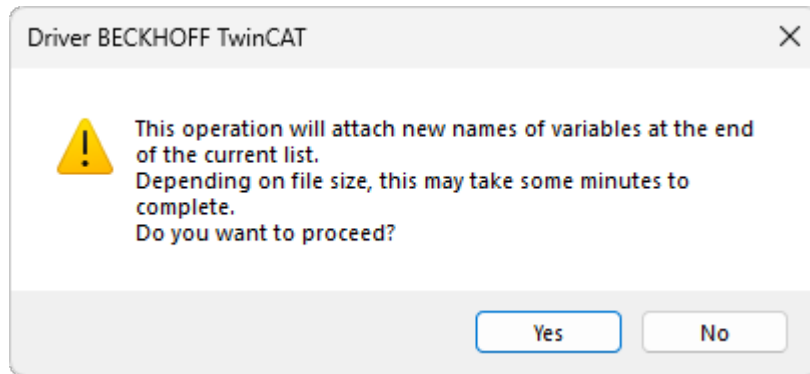 Driver BECKHOFF TwinCAT
This operation will attach new names of variables at the end
of the current list.
Depending on file size, this may take some minutes to
complete.
Do you want to proceed?
Yes
No